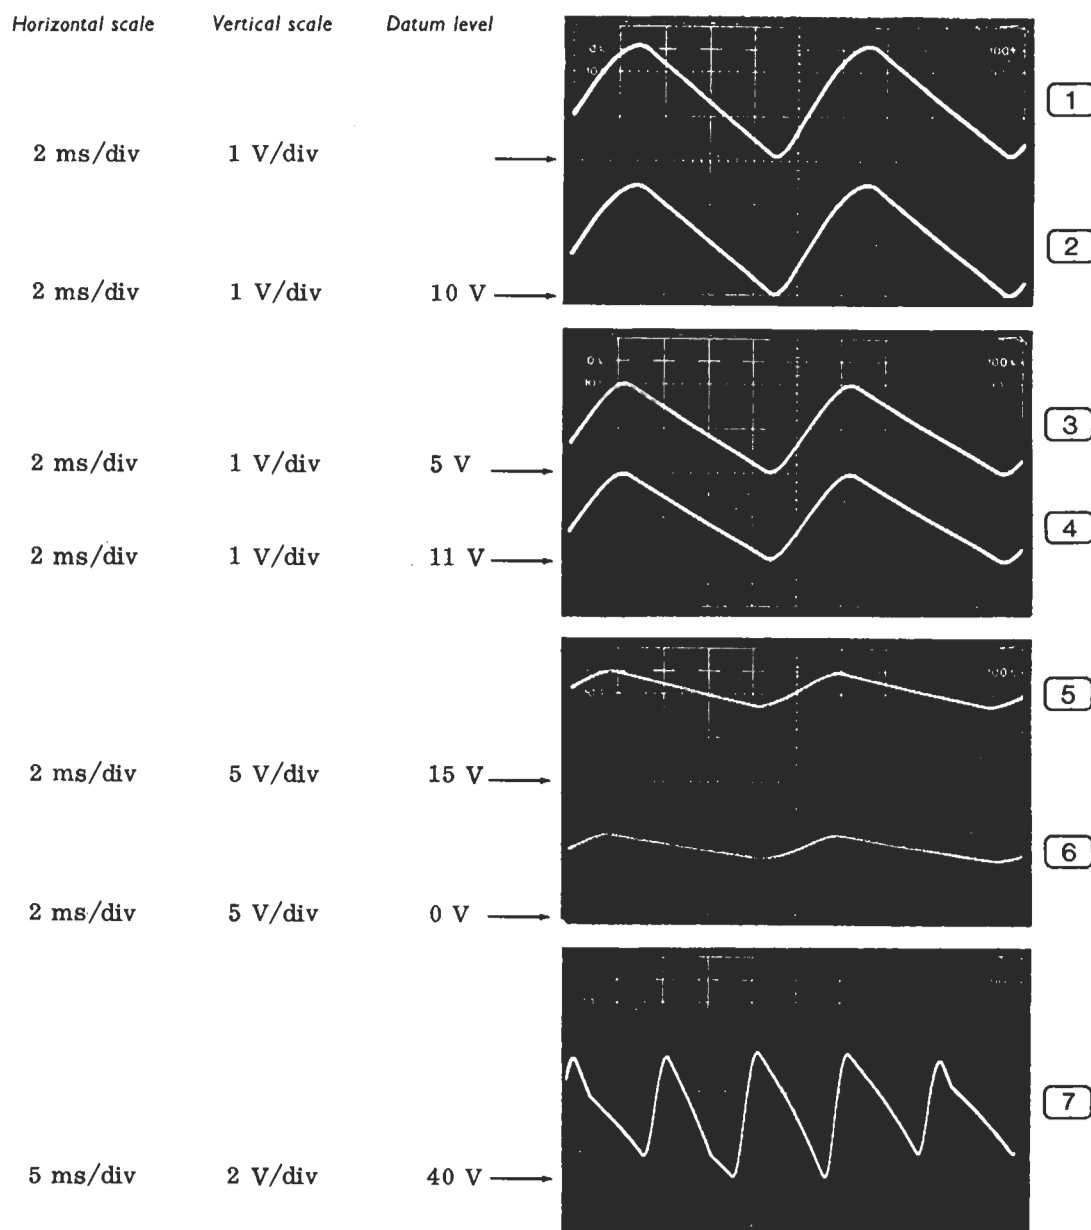 Horizontal scale Vertical scale Datum level
1
2 ms/div 1 V/div
2
2 ms/div 1 V/div 10 V
3
2 ms/div 1 V/div 5 V
4
2 ms/div 1 V/div 11 V
5
2 ms/div 5 V/div 15 V
6
2 ms/div 5 V/div 0 V
7
5 ms/div 2 V/div 40 V